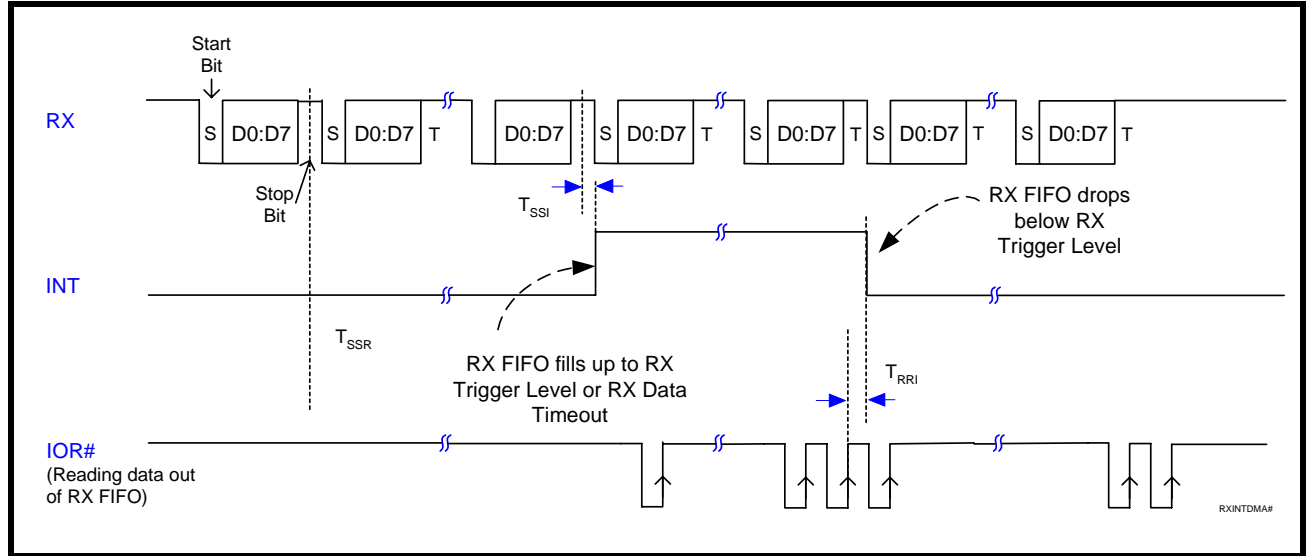 Start
Bit
RX
S D0:D7 S D0:D7 T D0:D7 S D0:D7 T S D0:D7 T S D0:D7 T S D0:D7 T
Stop
Bit
TSSI
RX FIFO drops
below RX
Trigger Level
INT
TSSR
RX FIFO fills up to RX
Trigger Level or RX Data
Timeout
TRRI
IOR#
(Reading data out
of RX FIFO)
RXINTDMA#